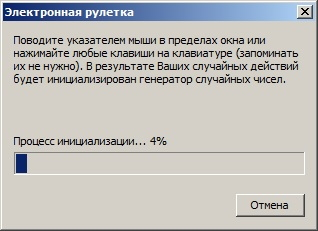 Электронная рулетка
Поводите указателем мыши в пределах окна или
нажимайте любые клавиши на клавиатуре (запоминать
их не нужно). В результате Ваших случайных действий
будет инициализирован генератор случайных чисел.
Процесс инициализации... 4%
Отмена